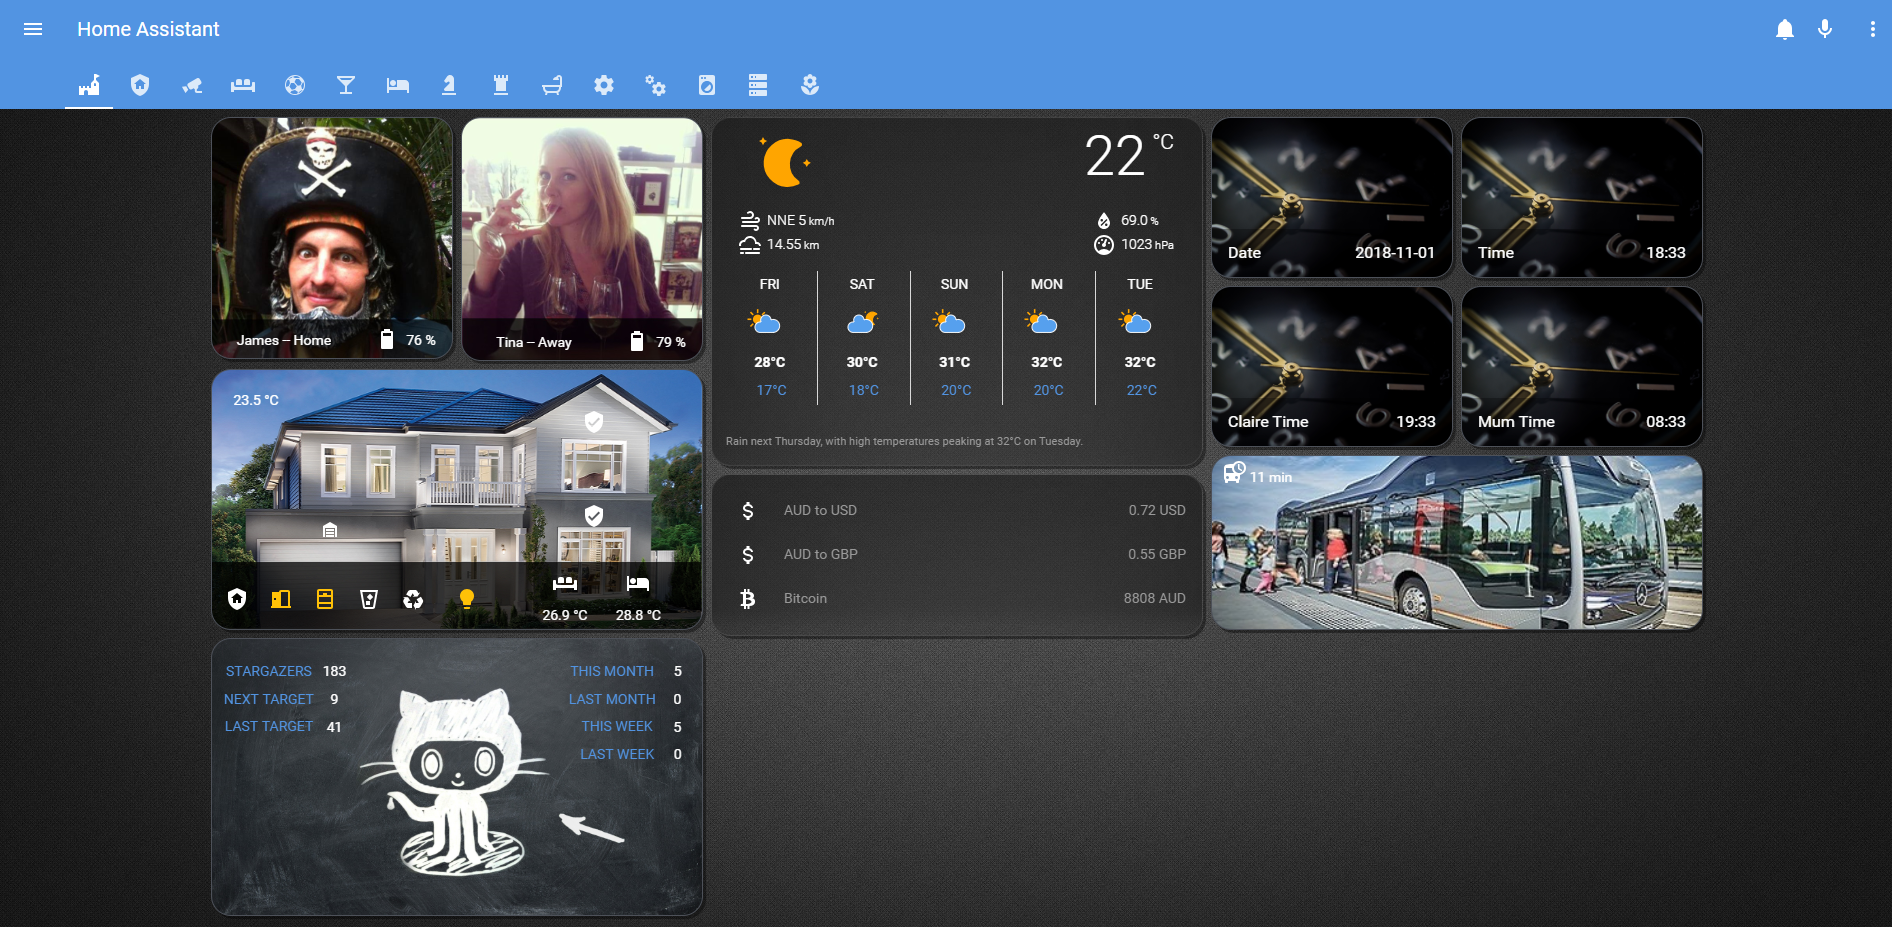 Home Assistant
James – Home 76 %
Tina – Away 79 %
23.5 °C
26.9 °C 28.8 °C
STARGAZERS 183
NEXT TARGET 9
LAST TARGET 41
THIS MONTH 5
LAST MONTH 0
THIS WEEK 5
LAST WEEK 0
22 °C
NNE 5 km/h
14.55 km
69.0 %
1023 hPa
FRI SAT SUN MON TUE
28°C 30°C 31°C 32°C 32°C
17°C 18°C 20°C 20°C 22°C
Rain next Thursday, with high temperatures peaking at 32°C on Tuesday.
AUD to USD 0.72 USD
AUD to GBP 0.55 GBP
Bitcoin 8808 AUD
Date 2018-11-01
Time 18:33
Claire Time 19:33
Mum Time 08:33
11 min